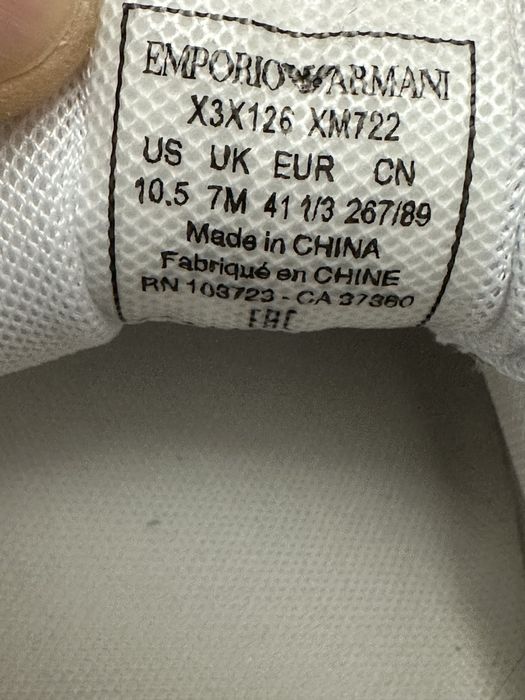 EMPORIO ARMANI
X3X126 XM722
US UK EUR CN
10.5 7M 41 1/3 267/89
Made in CHINA
Fabriqué en CHINE
RN 103723 - CA 37380
EAC